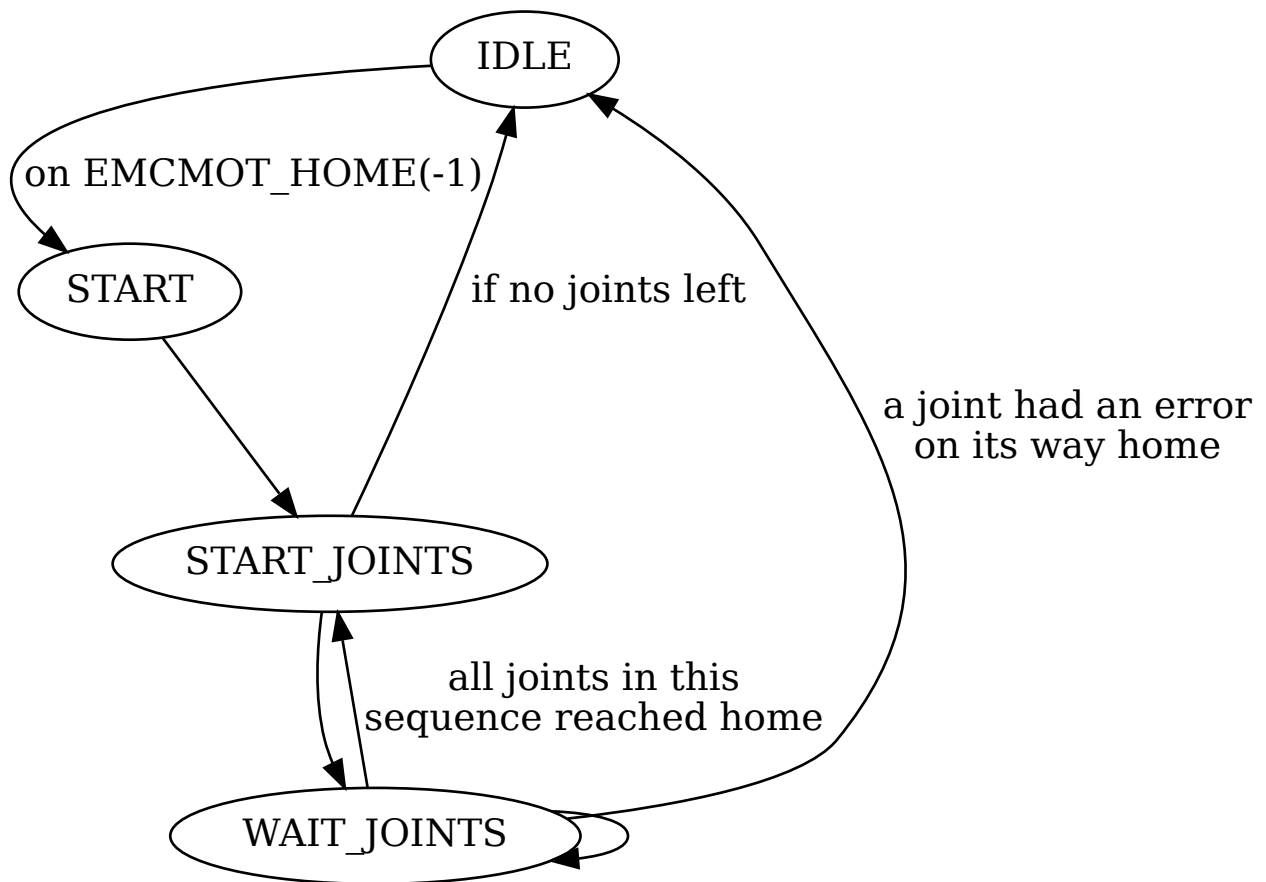 IDLE
on EMCMOT_HOME(-1)
START
if no joints left
a joint had an error
on its way home
START_JOINTS
all joints in this
sequence reached home
WAIT_JOINTS